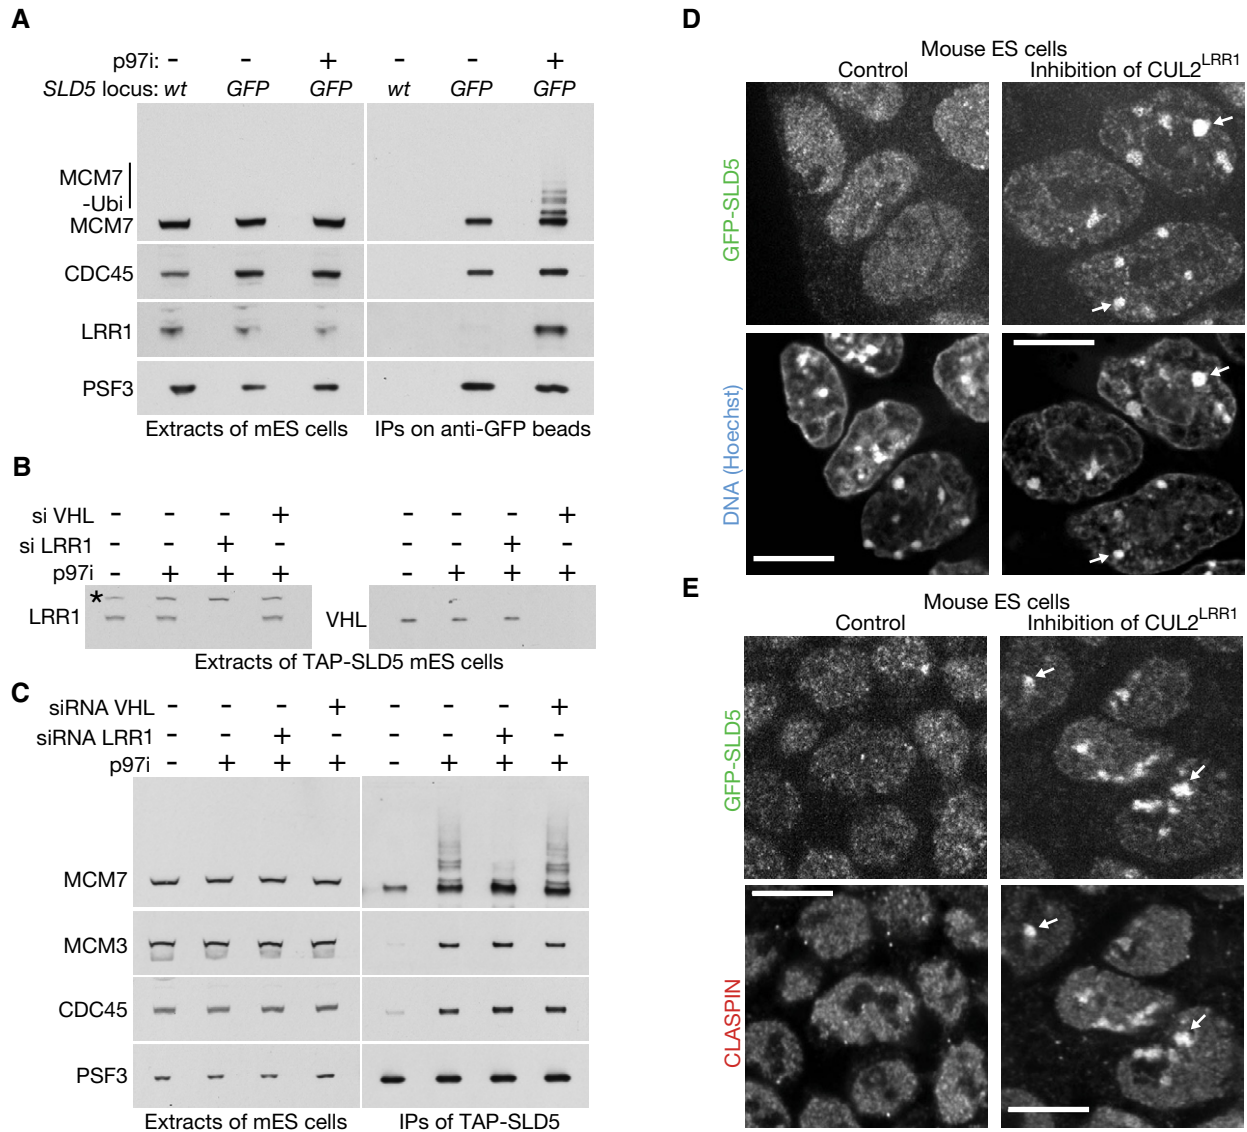 A
p97i: - - + - - +
SLD5 locus: wt GFP GFP wt GFP GFP
MCM7
-Ubi
MCM7
CDC45
LRR1
PSF3
Extracts of mES cells IPs on anti-GFP beads
B
si VHL - - - + - - - +
si LRR1 - - + - - - + -
p97i - + + + - + + +
*
LRR1 VHL
Extracts of TAP-SLD5 mES cells
C
siRNA VHL - - - + - - - +
siRNA LRR1 - - + - - - + -
p97i - + + + - + + +
MCM7
MCM3
CDC45
PSF3
Extracts of mES cells IPs of TAP-SLD5
D
Mouse ES cells
Control Inhibition of CUL2LRR1
GFP-SLD5
DNA (Hoechst)
E
Mouse ES cells
Control Inhibition of CUL2LRR1
GFP-SLD5
CLASPIN